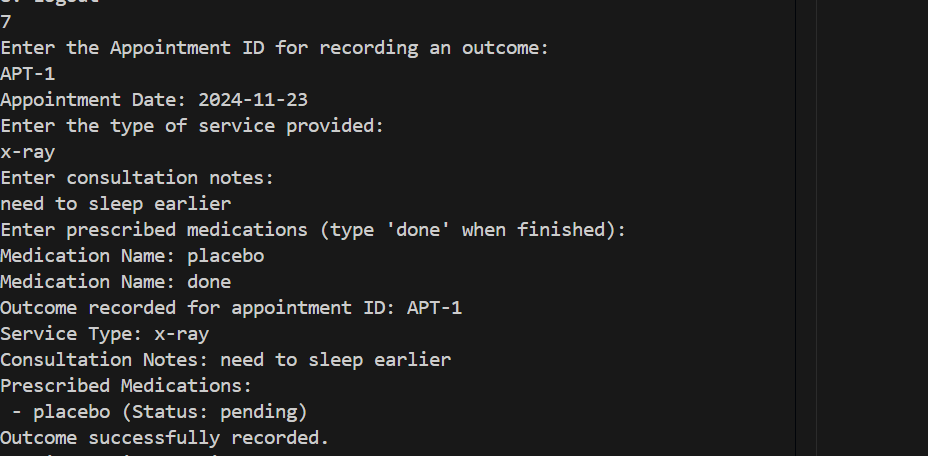 7
Enter the Appointment ID for recording an outcome:
APT-1
Appointment Date: 2024-11-23
Enter the type of service provided:
x-ray
Enter consultation notes:
need to sleep earlier
Enter prescribed medications (type 'done' when finished):
Medication Name: placebo
Medication Name: done
Outcome recorded for appointment ID: APT-1
Service Type: x-ray
Consultation Notes: need to sleep earlier
Prescribed Medications:
 - placebo (Status: pending)
Outcome successfully recorded.